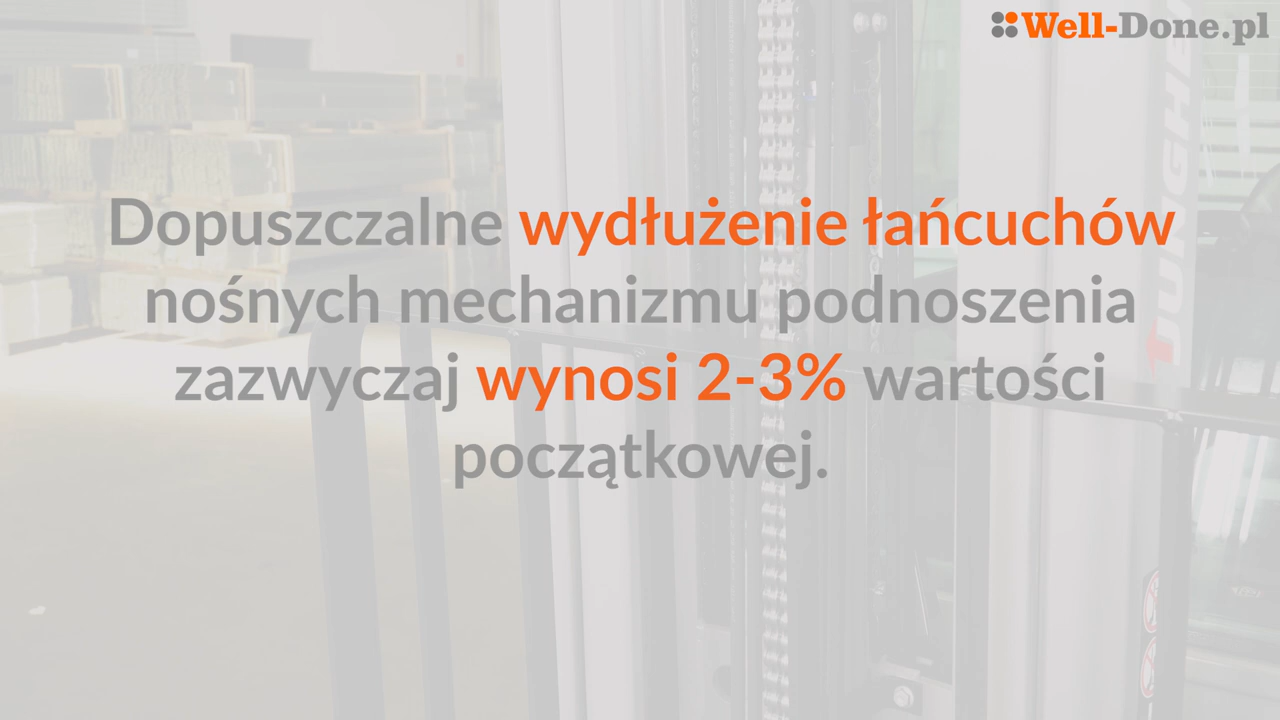 Well-Done.pl
Dopuszczalne wydłużenie łańcuchów
nośnych mechanizmu podnoszenia
zazwyczaj wynosi 2-3% wartości
początkowej.